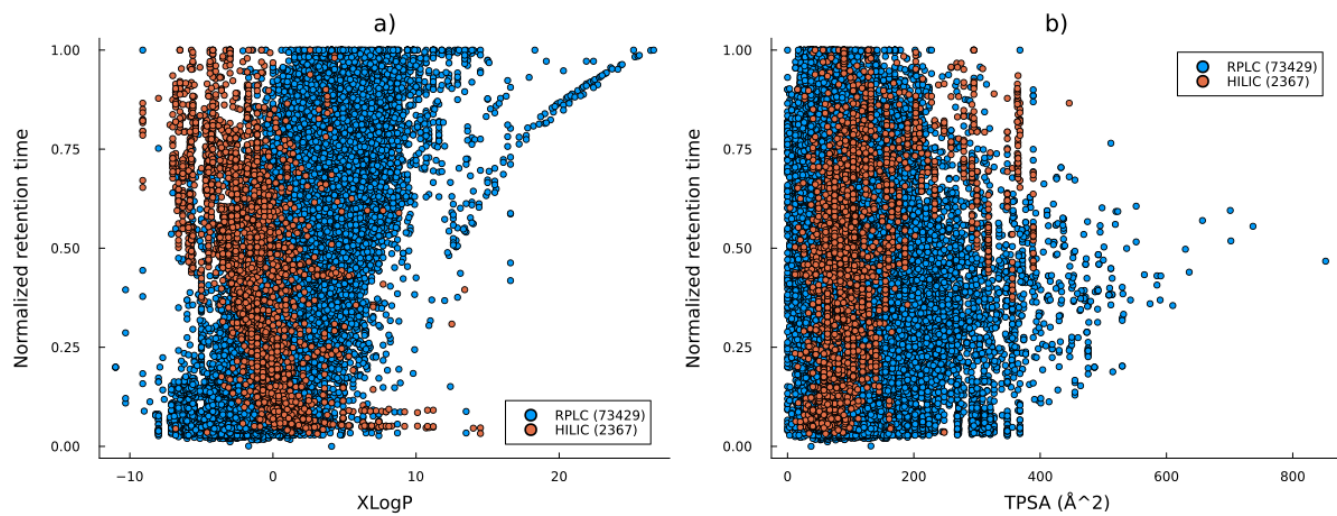 a)
1.00
0.75
0.50
0.25
0.00
Normalized retention time
−10
0
10
20
XLogP
RPLC (73429)
HILIC (2367)
b)
1.00
0.75
0.50
0.25
0.00
Normalized retention time
0
200
400
600
800
TPSA (Å^2)
RPLC (73429)
HILIC (2367)